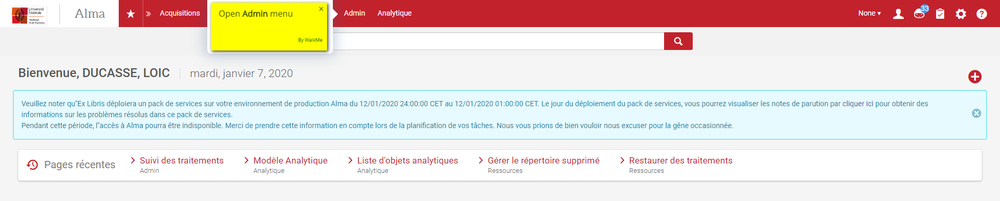 Université
Fédérale
Toulouse
Midi-Pyrénées
Alma
Acquisitions
Open Admin menu
×
By WalkMe
Admin
Analytique
None
33
Bienvenue, DUCASSE, LOIC
mardi, janvier 7, 2020
Veuillez noter qu''Ex Libris déploiera un pack de services sur votre environnement de production Alma du 12/01/2020 24:00:00 CET au 12/01/2020 01:00:00 CET. Le jour du déploiement du pack de services, vous pourrez visualiser les notes de parution par cliquer ici pour obtenir des
informations sur les problèmes résolus dans ce pack de services.
Pendant cette période, l''accès à Alma pourra être indisponible. Merci de prendre cette information en compte lors de la planification de vos tâches. Nous vous prions de bien vouloir nous excuser pour la gêne occasionnée.
Pages récentes
Suivi des traitements
Admin
Modèle Analytique
Analytique
Liste d'objets analytiques
Analytique
Gérer le répertoire supprimé
Ressources
Restaurer des traitements
Ressources